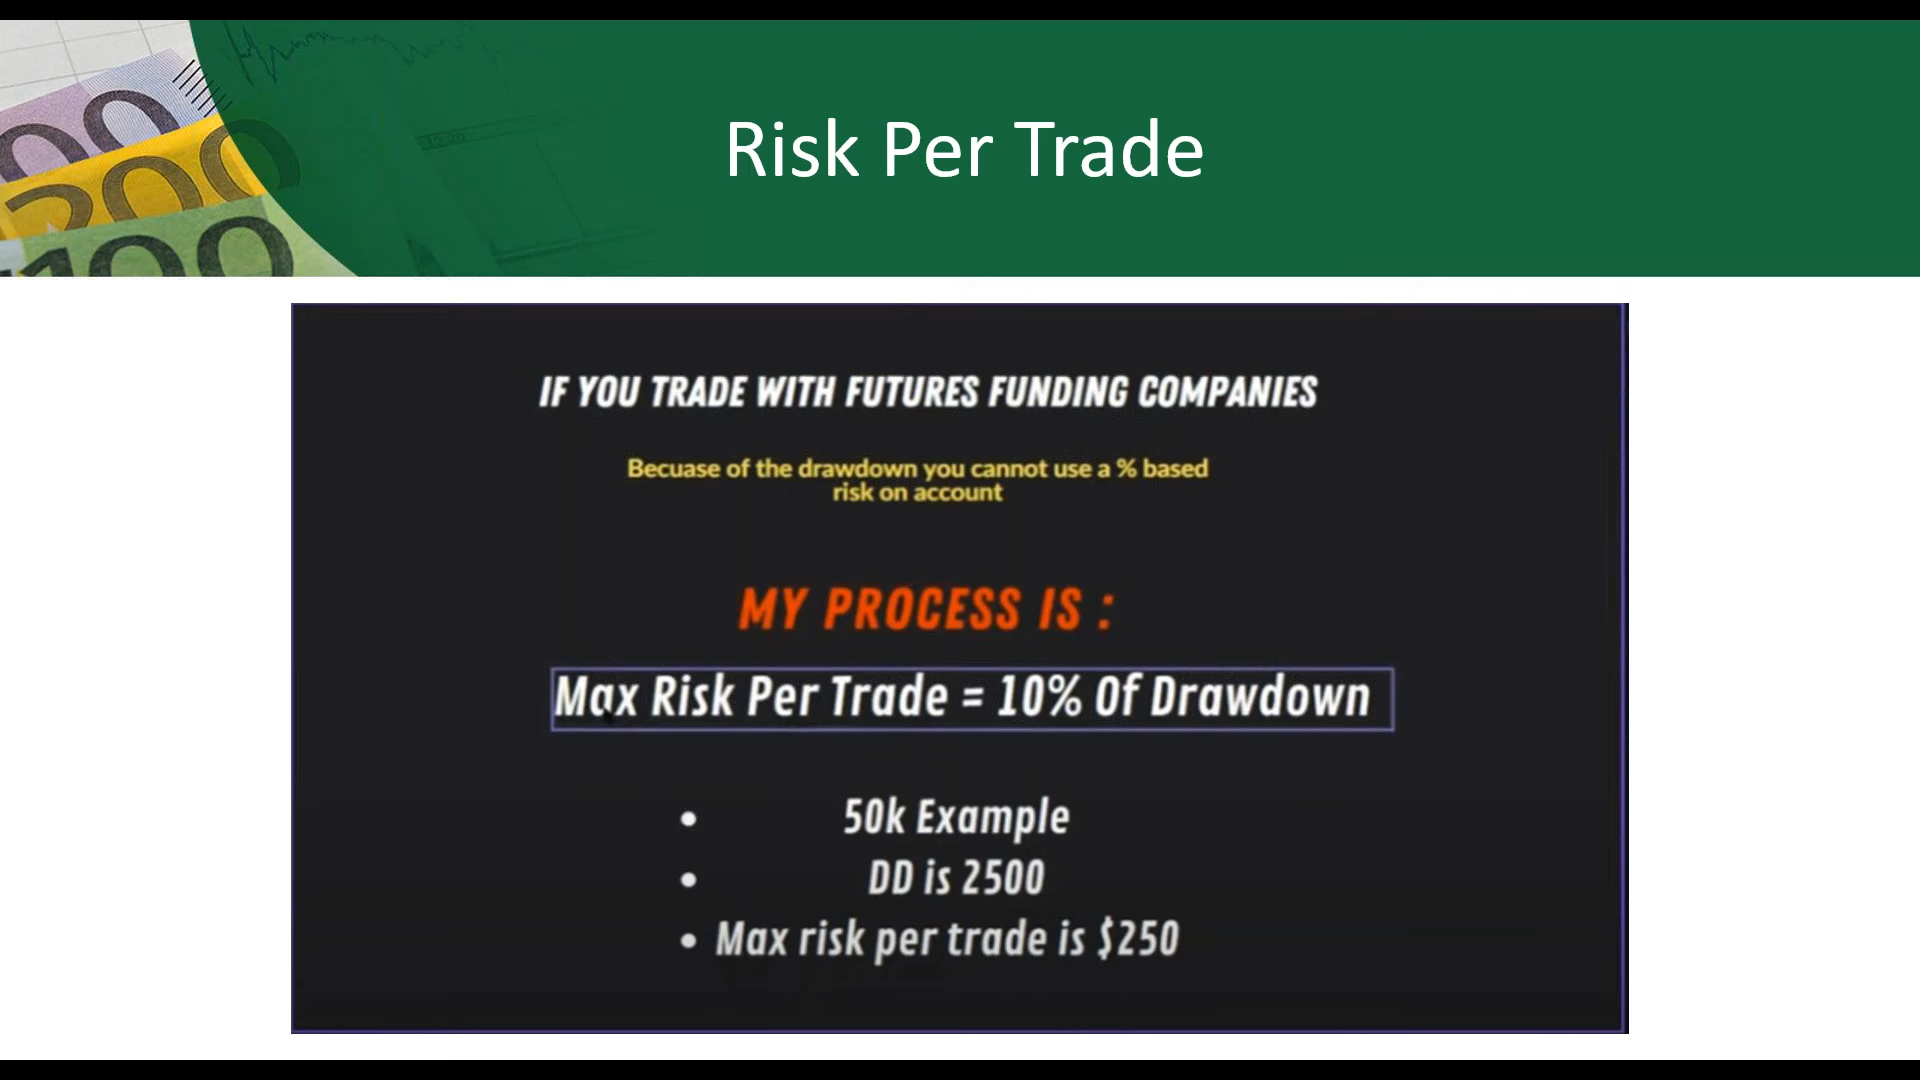 Risk Per Trade
IF YOU TRADE WITH FUTURES FUNDING COMPANIES
Becuase of the drawdown you cannot use a % based
risk on account
MY PROCESS IS :
Max Risk Per Trade = 10% Of Drawdown
• 50k Example
• DD is 2500
• Max risk per trade is $250